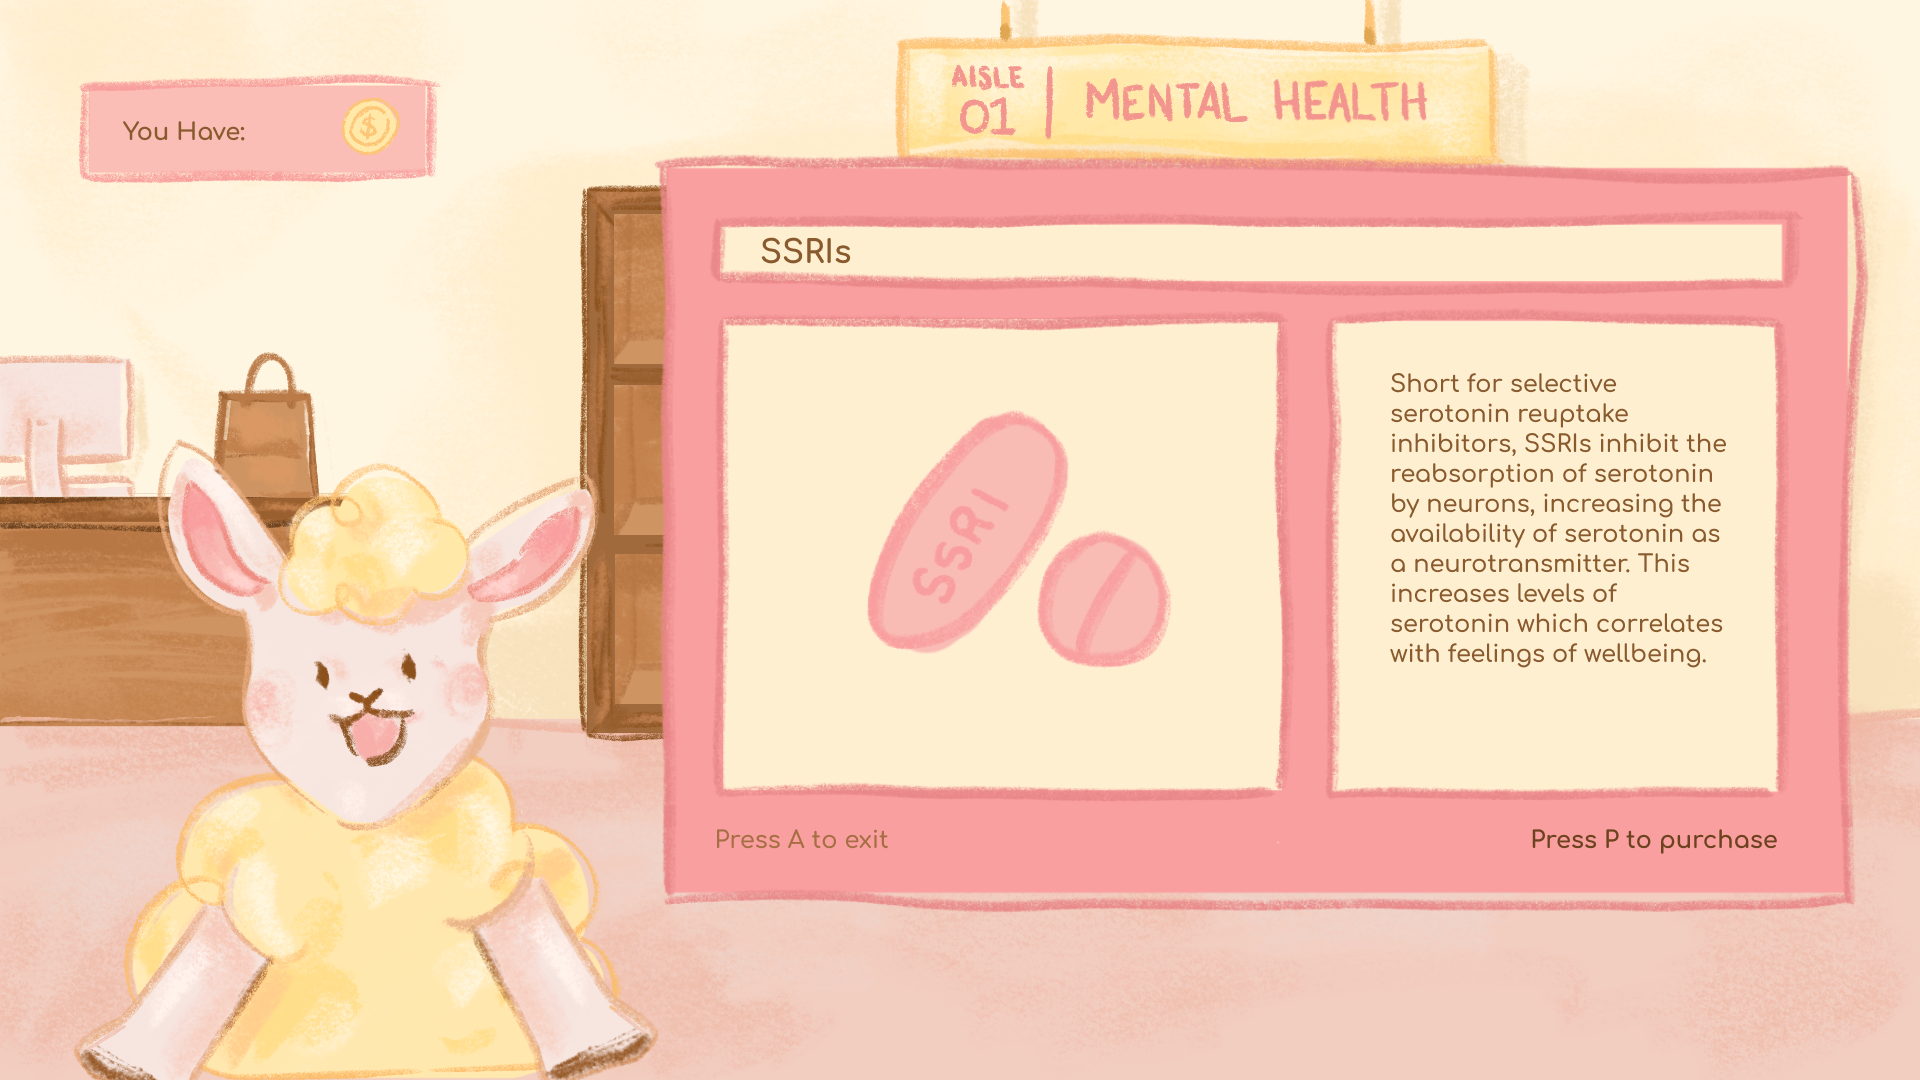 You Have:
$
AISLE
01
MENTAL HEALTH
SSRIs
SSRI
Short for selective
serotonin reuptake
inhibitors, SSRIs inhibit the
reabsorption of serotonin
by neurons, increasing the
availability of serotonin as
a neurotransmitter. This
increases levels of
serotonin which correlates
with feelings of wellbeing.
Press A to exit
Press P to purchase